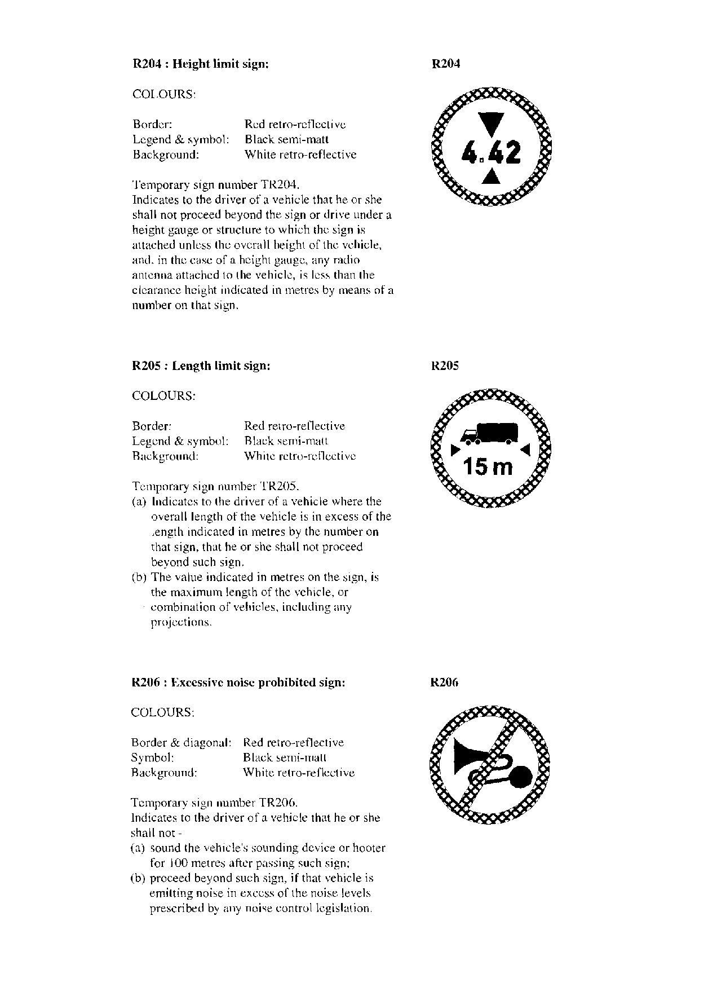 R204 : Height limit sign:
R204
COLOURS:
Border: Red retro-reflective
Legend & symbol: Black semi-matt
Background: White retro-reflective
4.42
Temporary sign number TR204.
Indicates to the driver of a vehicle that he or she
shall not proceed beyond the sign or drive under a
height gauge or structure to which the sign is
attached unless the overall height of the vehicle,
and, in the case of a height gauge, any radio
antenna attached to the vehicle, is less than the
clearance height indicated in metres by means of a
number on that sign.
R205 : Length limit sign:
R205
COLOURS:
Border: Red retro-reflective
Legend & symbol: Black semi-matt
Background: White retro-reflective
15 m
Temporary sign number TR205.
(a) Indicates to the driver of a vehicle where the
overall length of the vehicle is in excess of the
length indicated in metres by the number on
that sign, that he or she shall not proceed
beyond such sign.
(b) The value indicated in metres on the sign, is
the maximum length of the vehicle, or
combination of vehicles, including any
projections.
R206 : Excessive noise prohibited sign:
R206
COLOURS:
Border & diagonal: Red retro-reflective
Symbol: Black semi-matt
Background: White retro-reflective
Temporary sign number TR206.
Indicates to the driver of a vehicle that he or she
shall not -
(a) sound the vehicle's sounding device or hooter
for 100 metres after passing such sign;
(b) proceed beyond such sign, if that vehicle is
emitting noise in excess of the noise levels
prescribed by any noise control legislation.